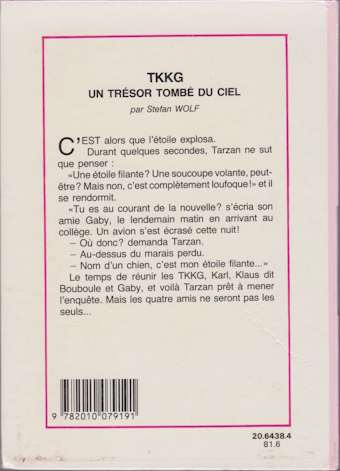 TKKG
UN TRÉSOR TOMBÉ DU CIEL
par Stefan WOLF
C'EST alors que l'étoile explosa.
Durant quelques secondes, Tarzan ne sut
que penser :
«Une étoile filante? Une soucoupe volante, peut-
être? Mais non, c'est complètement loufoque!» et il
se rendormit.
«Tu es au courant de la nouvelle? s'écria son
amie Gaby, le lendemain matin en arrivant au
collège. Un avion s'est écrasé cette nuit!
— Où donc? demanda Tarzan.
— Au-dessus du marais perdu.
— Nom d'un chien, c'est mon étoile filante...»
Le temps de réunir les TKKG, Karl, Klaus dit
Bouboule et Gaby, et voilà Tarzan prêt à mener
l'enquête. Mais les quatre amis ne seront pas les
seuls...
9 782010 079191
20.6438.4
81.6